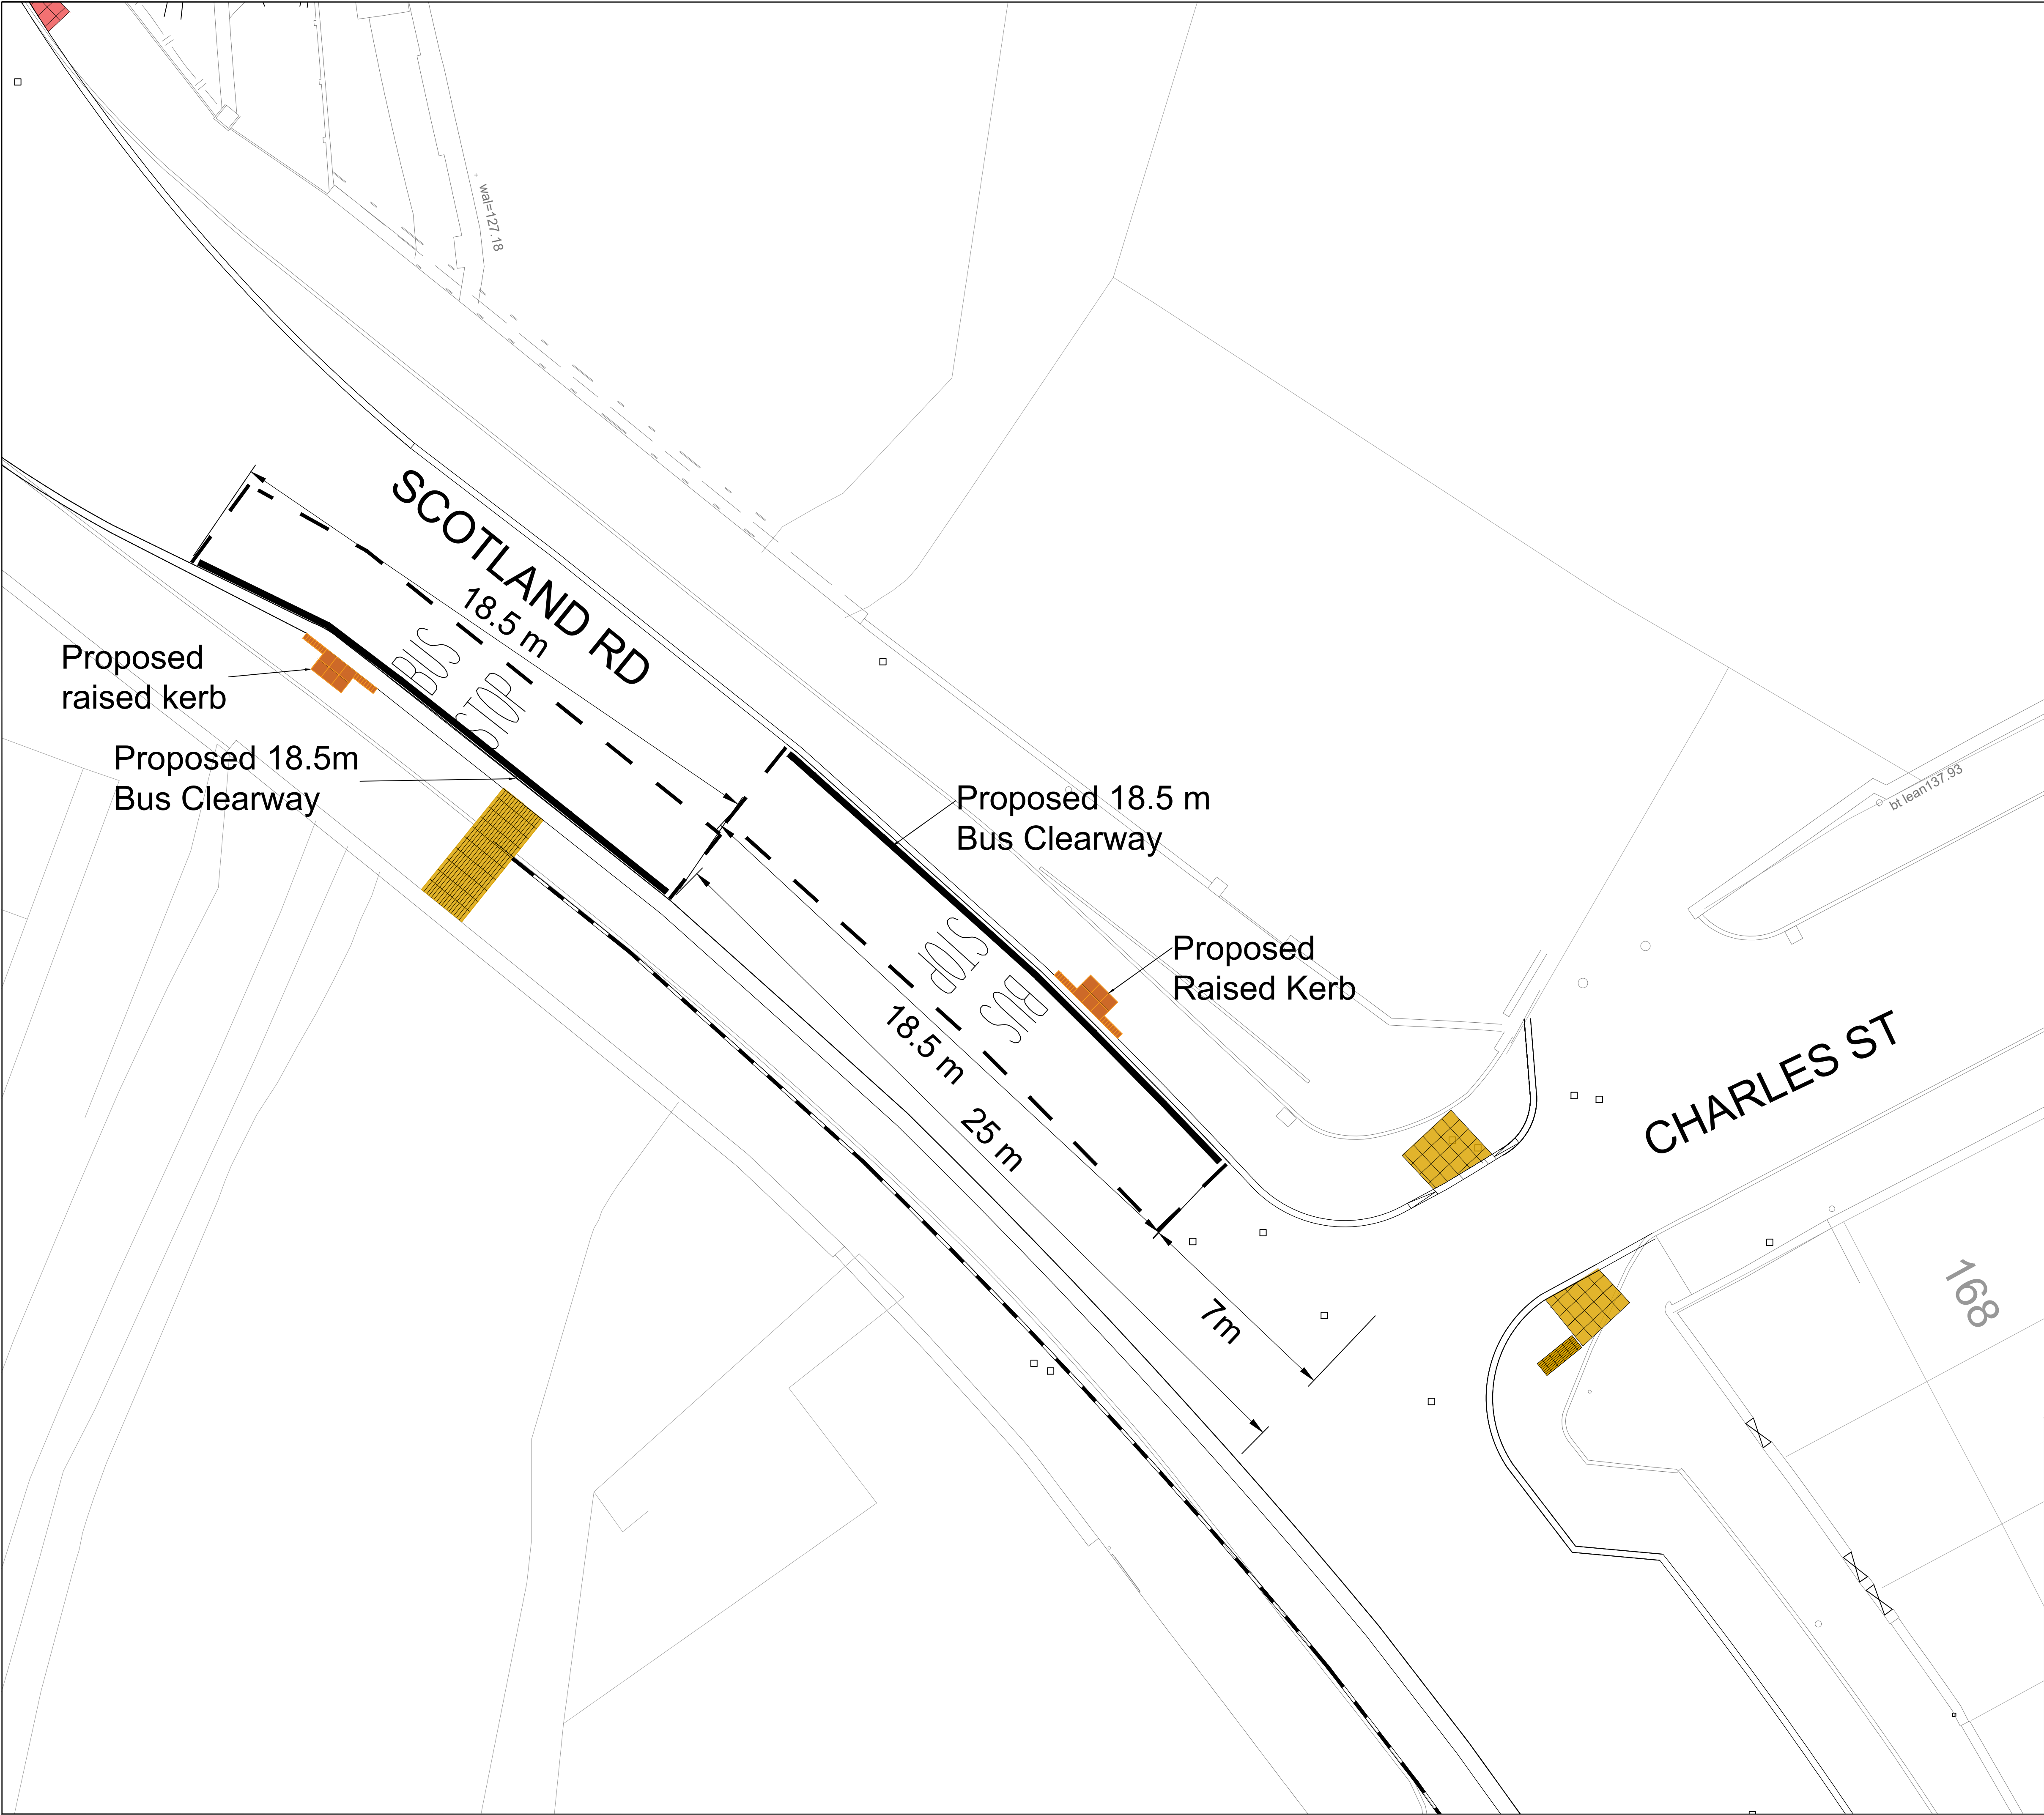 wal=127.18
SCOTLAND RD
18.5 m
BUS
STOP
Proposed
raised kerb
Proposed 18.5m
Bus Clearway
Proposed 18.5 m
Bus Clearway
bt lean137.93
Proposed
Raised Kerb
BUS
STOP
18.5 m
25 m
CHARLES ST
7m
168